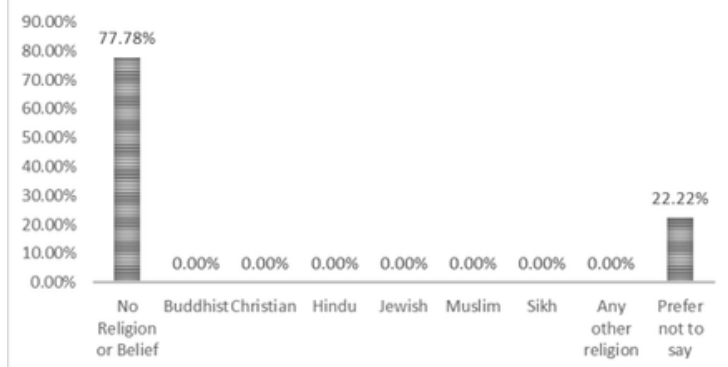 90.00%
80.00%
70.00%
60.00%
50.00%
40.00%
30.00%
20.00%
10.00%
0.00%
77.78%
0.00% 0.00% 0.00% 0.00% 0.00% 0.00% 0.00%
22.22%
No
Religion
or Belief
Buddhist
Christian
Hindu
Jewish
Muslim
Sikh
Any
other
religion
Prefer
not to
say